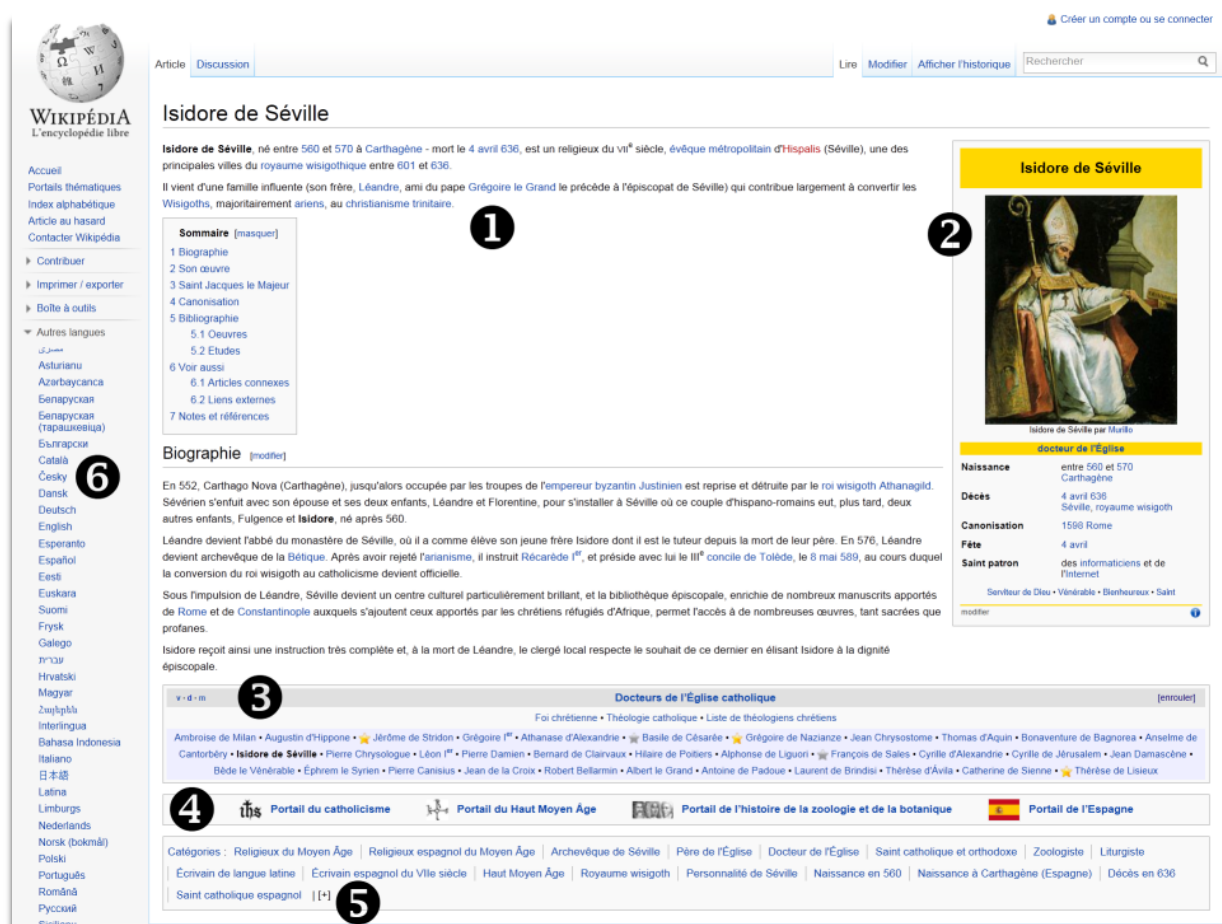 Créer un compte ou se connecter
Article Discussion
Lire Modifier Afficher l'historique Rechercher
WIKIPÉDIA
L'encyclopédie libre
Accueil
Portails thématiques
Index alphabétique
Article au hasard
Contacter Wikipédia
Contribuer
Imprimer / exporter
Boîte à outils
Autres langues
مصرى
Asturianu
Azərbaycanca
Беларуская
Беларуская
(тарашкевіца)
Български
Català
Česky
Dansk
Deutsch
English
Esperanto
Español
Eesti
Euskara
Suomi
Frysk
Galego
עברית
Hrvatski
Magyar
Հայերեն
Interlingua
Bahasa Indonesia
Italiano
日本語
Latina
Limburgs
Nederlands
Norsk (bokmål)
Polski
Português
Română
Русский
6
Isidore de Séville
Isidore de Séville, né entre 560 et 570 à Carthagène - mort le 4 avril 636, est un religieux du VIIe siècle, évêque métropolitain d'Hispalis (Séville), une des
principales villes du royaume wisigothique entre 601 et 636.
Il vient d'une famille influente (son frère, Léandre, ami du pape Grégoire le Grand le précède à l'épiscopat de Séville) qui contribue largement à convertir les
Wisigoths, majoritairement ariens, au christianisme trinitaire.
1
Sommaire [masquer]
1 Biographie
2 Son œuvre
3 Saint Jacques le Majeur
4 Canonisation
5 Bibliographie
5.1 Oeuvres
5.2 Etudes
6 Voir aussi
6.1 Articles connexes
6.2 Liens externes
7 Notes et références
2
Isidore de Séville
Isidore de Séville par Murillo
docteur de l'Église
Naissance entre 560 et 570
Carthagène
Décès 4 avril 636
Séville, royaume wisigoth
Canonisation 1598 Rome
Fête 4 avril
Saint patron des informaticiens et de
l'Internet
Serviteur de Dieu • Vénérable • Bienheureux • Saint
modifier
Biographie [modifier]
En 552, Carthago Nova (Carthagène), jusqu'alors occupée par les troupes de l'empereur byzantin Justinien est reprise et détruite par le roi wisigoth Athanagild.
Sévérien s'enfuit avec son épouse et ses deux enfants, Léandre et Florentine, pour s'installer à Séville où ce couple d'hispano-romains eut, plus tard, deux
autres enfants, Fulgence et Isidore, né après 560.
Léandre devient l'abbé du monastère de Séville, où il a comme élève son jeune frère Isidore dont il est le tuteur depuis la mort de leur père. En 576, Léandre
devient archevêque de la Bétique. Après avoir rejeté l'arianisme, il instruit Récarède Ier, et préside avec lui le IIIe concile de Tolède, le 8 mai 589, au cours duquel
la conversion du roi wisigoth au catholicisme devient officielle.
Sous l'impulsion de Léandre, Séville devient un centre culturel particulièrement brillant, et la bibliothèque épiscopale, enrichie de nombreux manuscrits apportés
de Rome et de Constantinople auxquels s'ajoutent ceux apportés par les chrétiens réfugiés d'Afrique, permet l'accès à de nombreuses œuvres, tant sacrées que
profanes.
Isidore reçoit ainsi une instruction très complète et, à la mort de Léandre, le clergé local respecte le souhait de ce dernier en élisant Isidore à la dignité
épiscopale.
v · d · m 3 Docteurs de l'Église catholique [enrouler]
Foi chrétienne • Théologie catholique • Liste de théologiens chrétiens
Ambroise de Milan • Augustin d'Hippone • Jérôme de Stridon • Grégoire Ier • Athanase d'Alexandrie • Basile de Césarée • Grégoire de Nazianze • Jean Chrysostome • Thomas d'Aquin • Bonaventure de Bagnorea • Anselme de
Cantorbéry • Isidore de Séville • Pierre Chrysologue • Léon Ier • Pierre Damien • Bernard de Clairvaux • Hilaire de Poitiers • Alphonse de Liguori • François de Sales • Cyrille d'Alexandrie • Cyrille de Jérusalem • Jean Damascène •
Bède le Vénérable • Éphrem le Syrien • Pierre Canisius • Jean de la Croix • Robert Bellarmin • Albert le Grand • Antoine de Padoue • Laurent de Brindisi • Thérèse d'Ávila • Catherine de Sienne • Thérèse de Lisieux
4 Portail du catholicisme Portail du Haut Moyen Âge Portail de l'histoire de la zoologie et de la botanique Portail de l'Espagne
Catégories : Religieux du Moyen Âge | Religieux espagnol du Moyen Âge | Archevêque de Séville | Père de l'Église | Docteur de l'Église | Saint catholique et orthodoxe | Zoologiste | Liturgiste
| Écrivain de langue latine | Écrivain espagnol du VIIe siècle | Haut Moyen Âge | Royaume wisigoth | Personnalité de Séville | Naissance en 560 | Naissance à Carthagène (Espagne) | Décès en 636
| Saint catholique espagnol | [+] 5